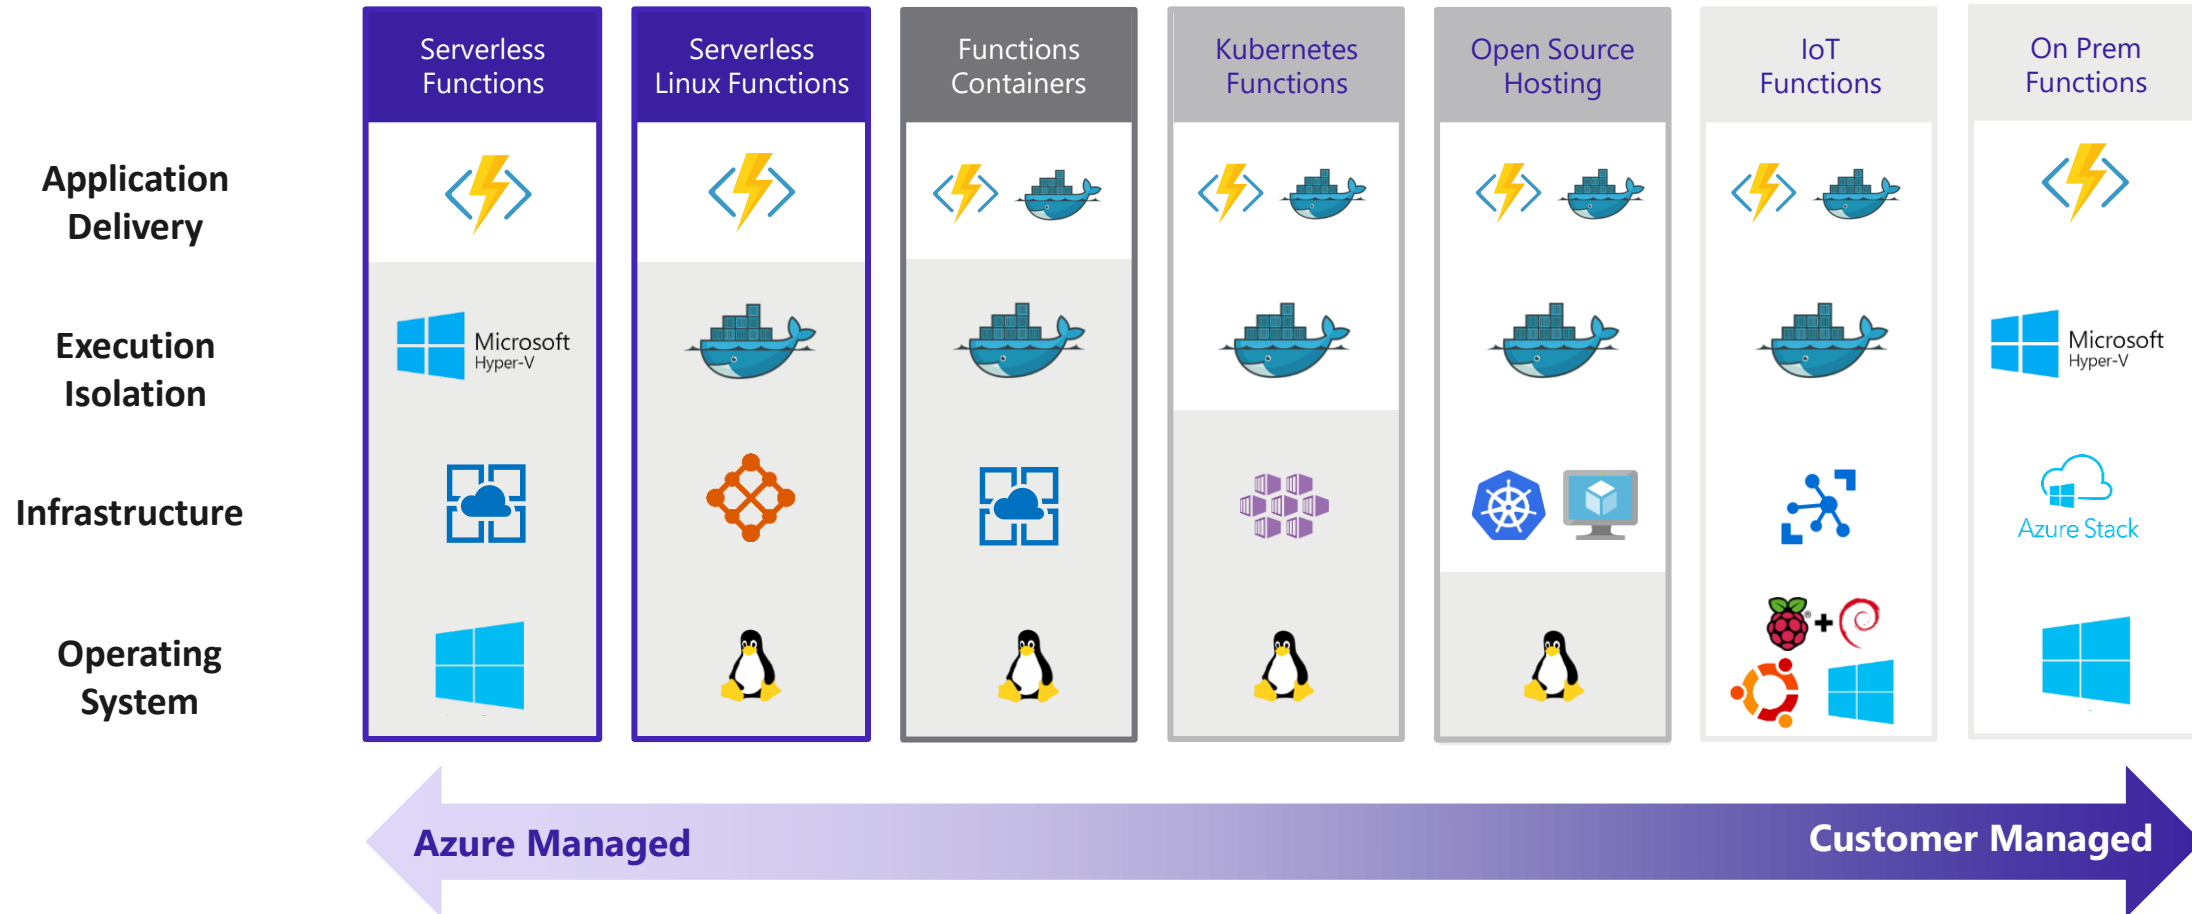 Serverless
Functions
Serverless
Linux Functions
Functions
Containers
Kubernetes
Functions
Open Source
Hosting
IoT
Functions
On Prem
Functions
Application
Delivery
Execution
Isolation
Microsoft
Hyper-V
Microsoft
Hyper-V
Infrastructure
Azure Stack
Operating
System
®
+
Azure Managed
Customer Managed